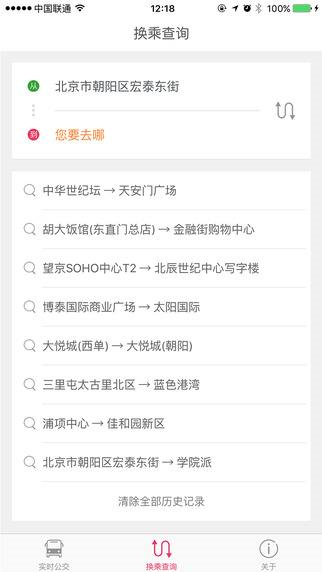 中国联通 12:18 100%
换乘查询
从 北京市朝阳区宏泰东街
到 您要去哪
中华世纪坛 → 天安门广场
胡大饭馆(东直门总店) → 金融街购物中心
望京SOHO中心T2 → 北辰世纪中心写字楼
博泰国际商业广场 → 太阳国际
大悦城(西单) → 大悦城(朝阳)
三里屯太古里北区 → 蓝色港湾
浦项中心 → 佳和园新区
北京市朝阳区宏泰东街 → 学院派
清除全部历史记录
实时公交 换乘查询 关于